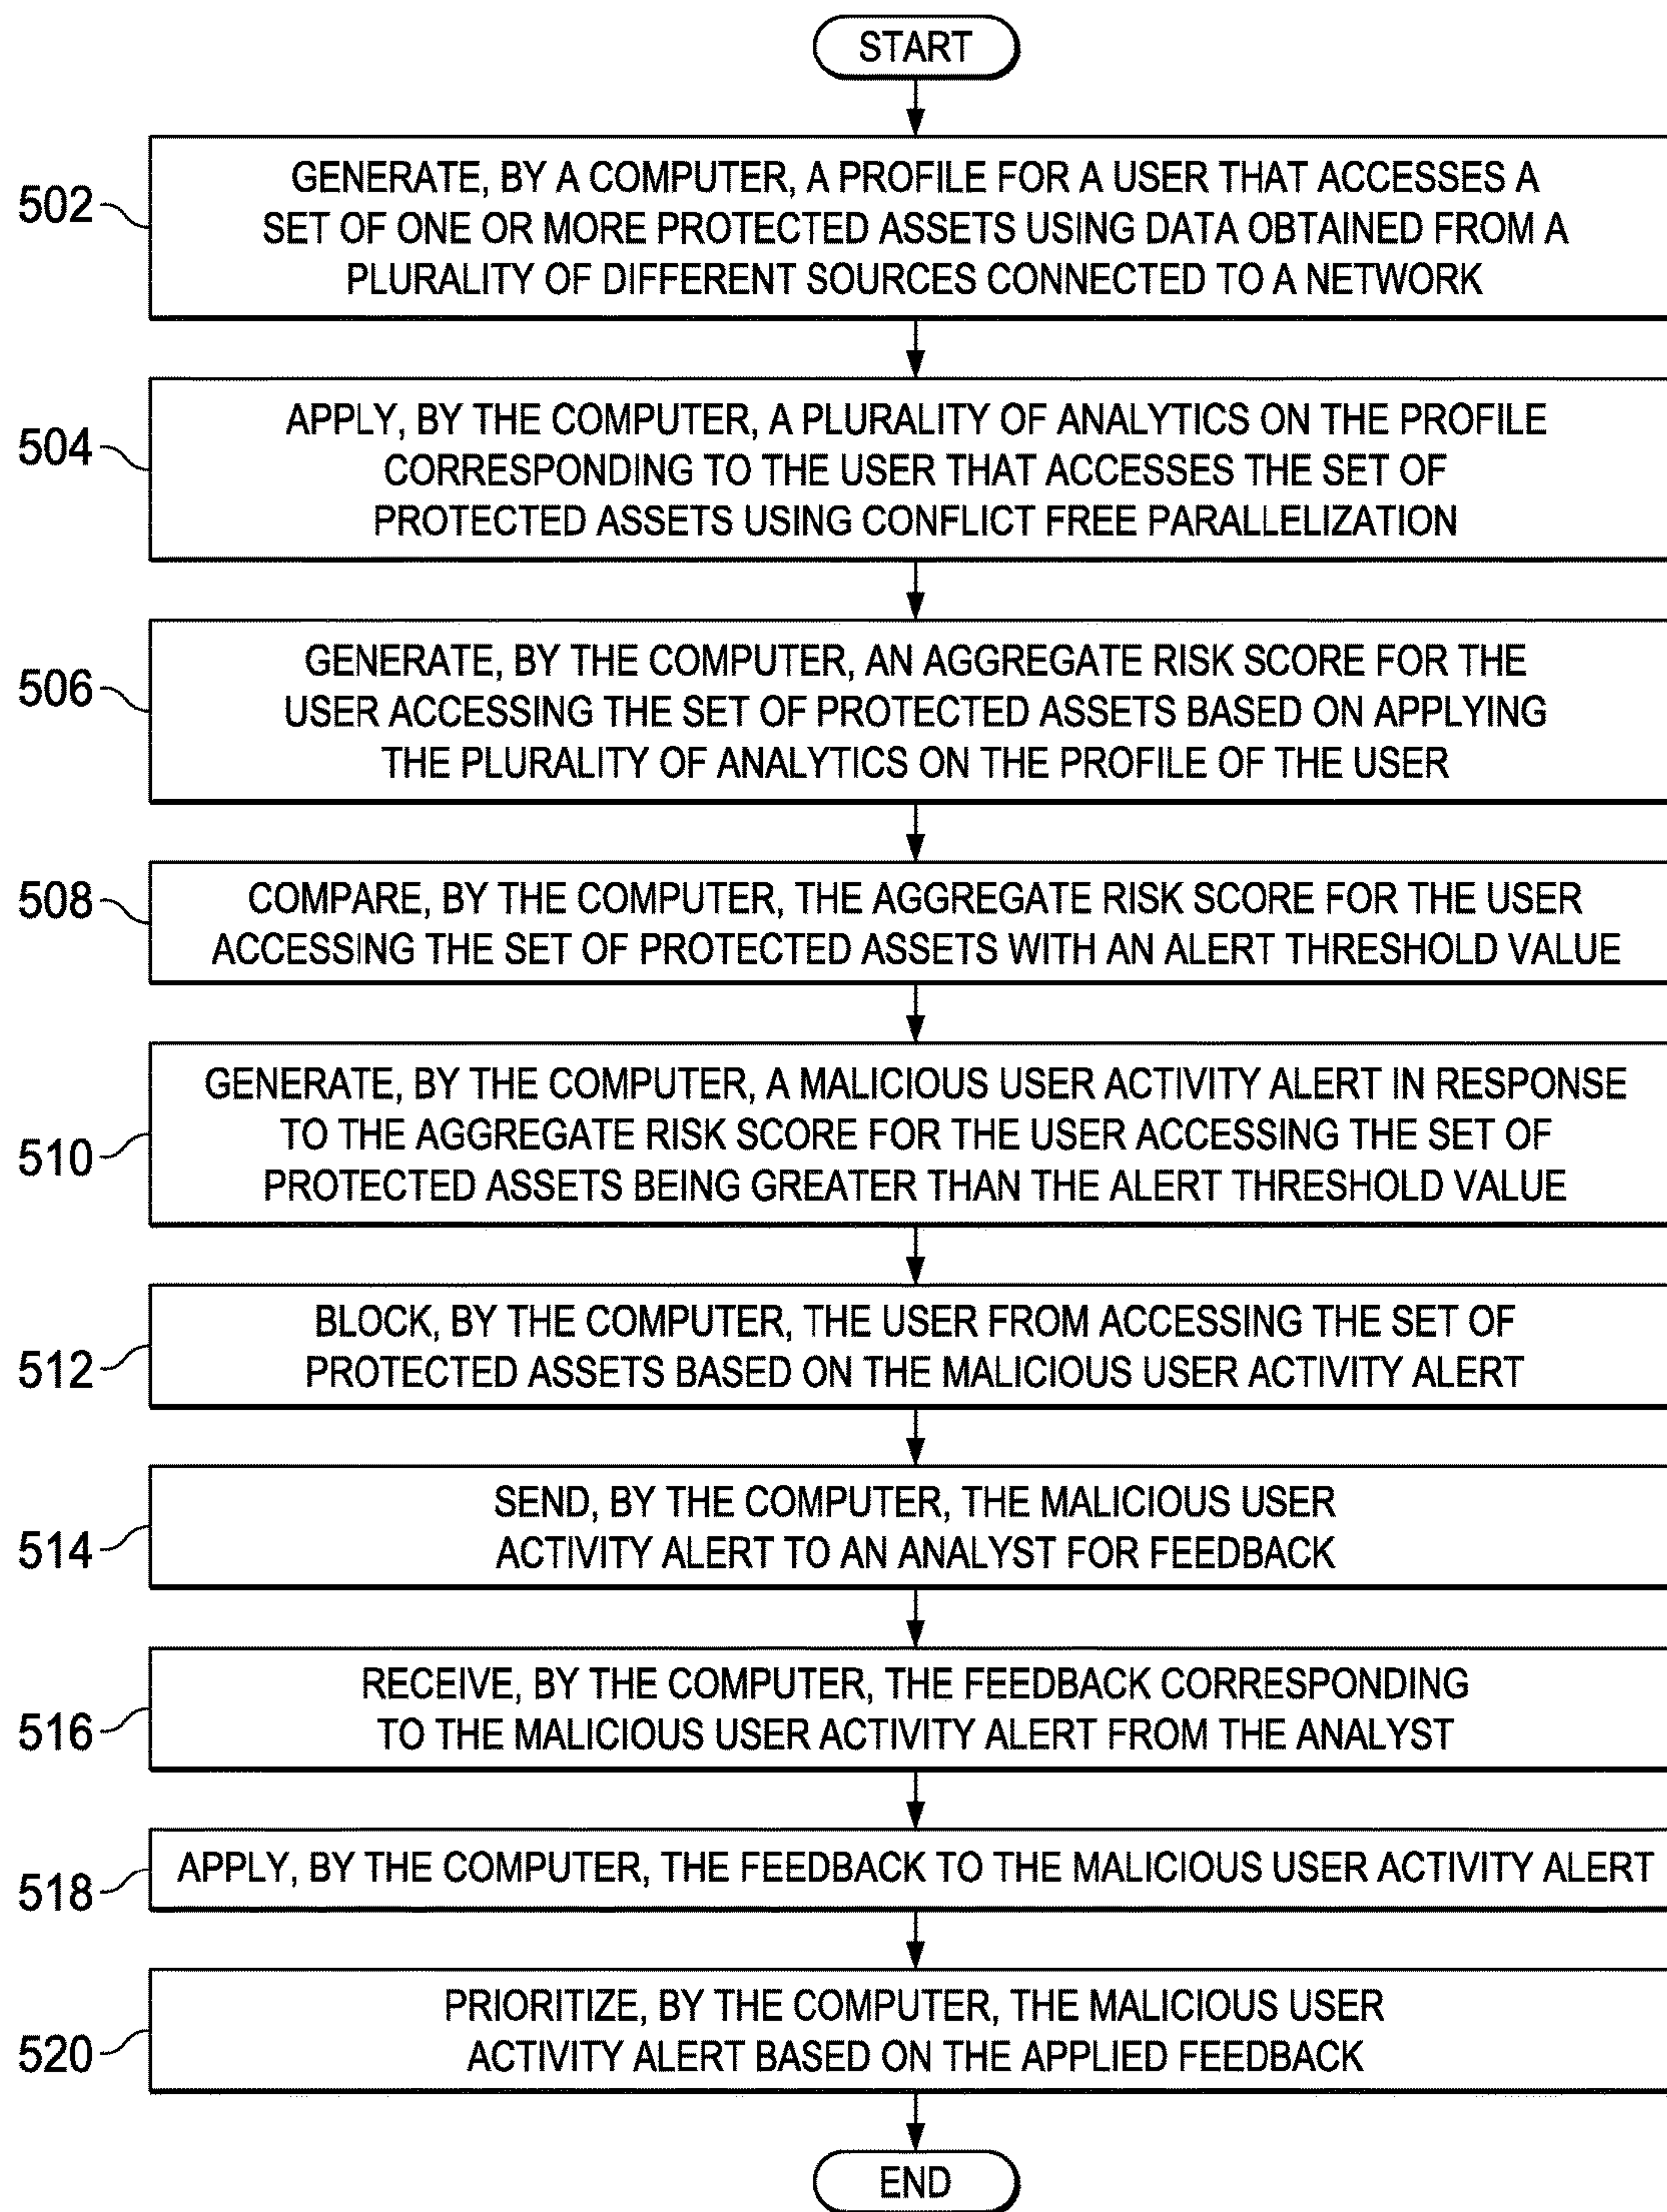 START
502
GENERATE, BY A COMPUTER, A PROFILE FOR A USER THAT ACCESSES A
SET OF ONE OR MORE PROTECTED ASSETS USING DATA OBTAINED FROM A
PLURALITY OF DIFFERENT SOURCES CONNECTED TO A NETWORK
504
APPLY, BY THE COMPUTER, A PLURALITY OF ANALYTICS ON THE PROFILE
CORRESPONDING TO THE USER THAT ACCESSES THE SET OF
PROTECTED ASSETS USING CONFLICT FREE PARALLELIZATION
506
GENERATE, BY THE COMPUTER, AN AGGREGATE RISK SCORE FOR THE
USER ACCESSING THE SET OF PROTECTED ASSETS BASED ON APPLYING
THE PLURALITY OF ANALYTICS ON THE PROFILE OF THE USER
508
COMPARE, BY THE COMPUTER, THE AGGREGATE RISK SCORE FOR THE USER
ACCESSING THE SET OF PROTECTED ASSETS WITH AN ALERT THRESHOLD VALUE
510
GENERATE, BY THE COMPUTER, A MALICIOUS USER ACTIVITY ALERT IN RESPONSE
TO THE AGGREGATE RISK SCORE FOR THE USER ACCESSING THE SET OF
PROTECTED ASSETS BEING GREATER THAN THE ALERT THRESHOLD VALUE
512
BLOCK, BY THE COMPUTER, THE USER FROM ACCESSING THE SET OF
PROTECTED ASSETS BASED ON THE MALICIOUS USER ACTIVITY ALERT
514
SEND, BY THE COMPUTER, THE MALICIOUS USER
ACTIVITY ALERT TO AN ANALYST FOR FEEDBACK
516
RECEIVE, BY THE COMPUTER, THE FEEDBACK CORRESPONDING
TO THE MALICIOUS USER ACTIVITY ALERT FROM THE ANALYST
518
APPLY, BY THE COMPUTER, THE FEEDBACK TO THE MALICIOUS USER ACTIVITY ALERT
520
PRIORITIZE, BY THE COMPUTER, THE MALICIOUS USER
ACTIVITY ALERT BASED ON THE APPLIED FEEDBACK
END